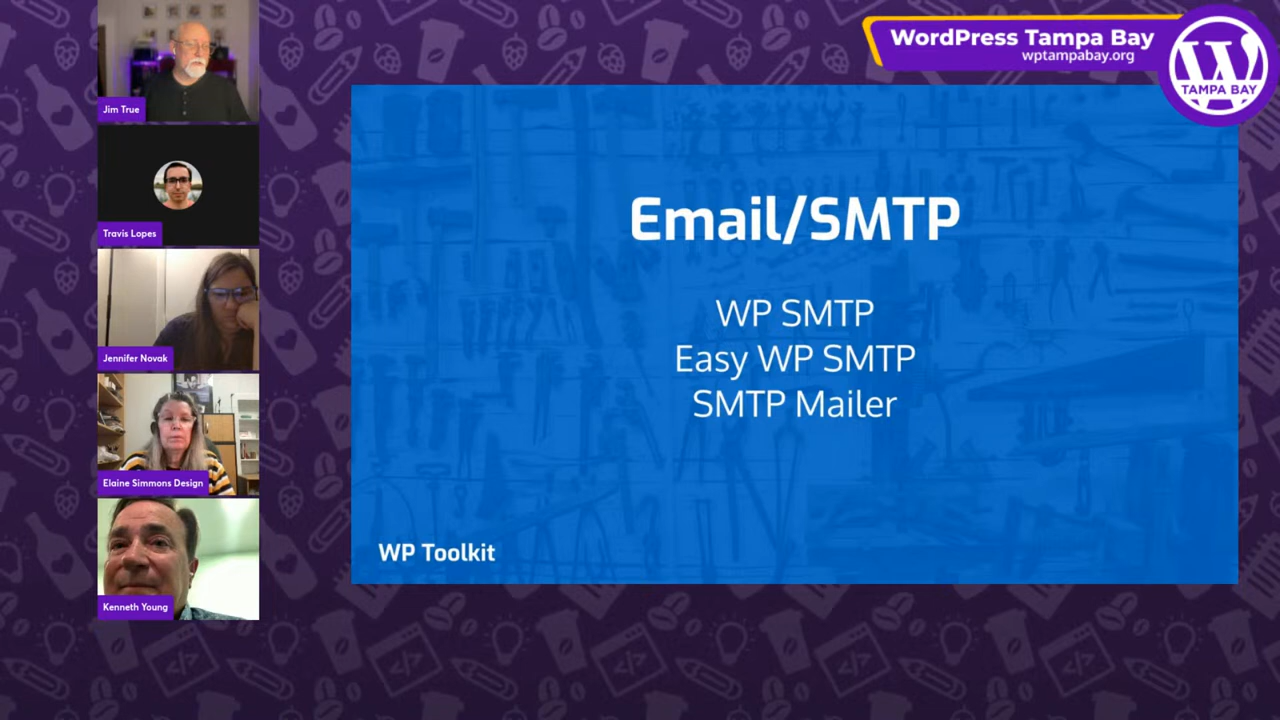 Jim True
Travis Lopes
Jennifer Novak
Elaine Simmons Design
Kenneth Young
WordPress Tampa Bay
wptampabay.org
W
TAMPA BAY
Email/SMTP
WP SMTP
Easy WP SMTP
SMTP Mailer
WP Toolkit